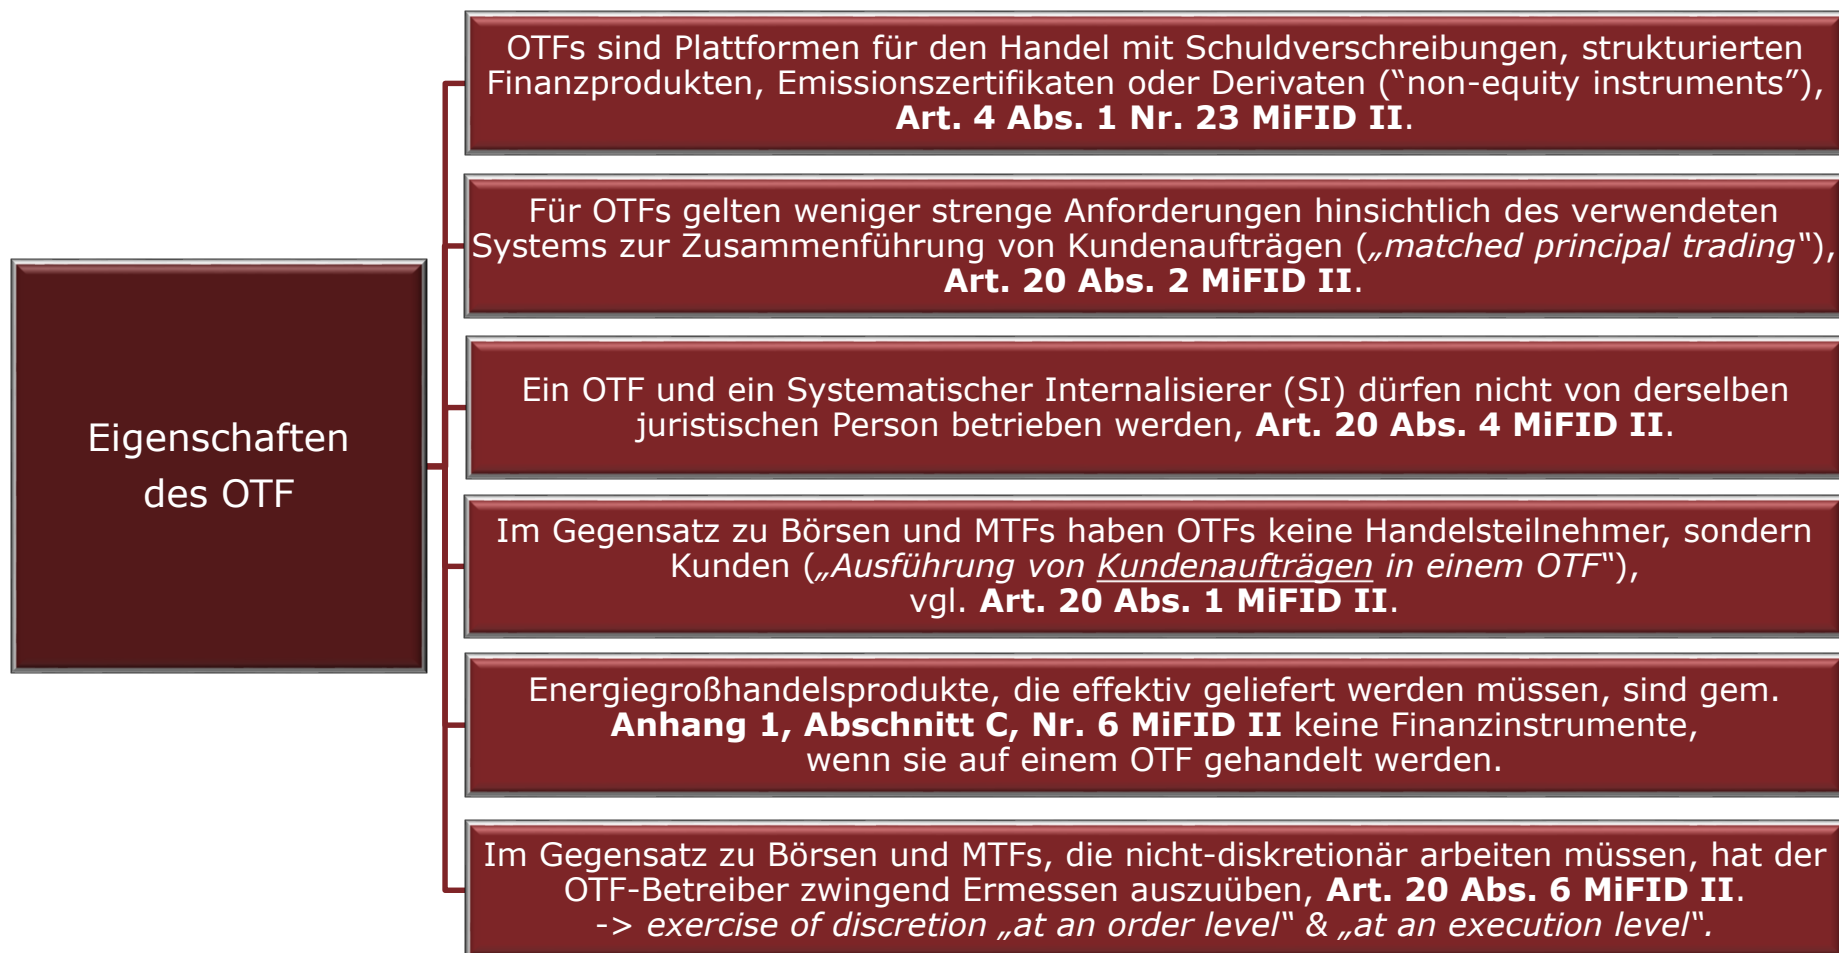 Eigenschaften
des OTF
OTFs sind Plattformen für den Handel mit Schuldverschreibungen, strukturierten
Finanzprodukten, Emissionszertifikaten oder Derivaten (“non-equity instruments”),
Art. 4 Abs. 1 Nr. 23 MiFID II.
Für OTFs gelten weniger strenge Anforderungen hinsichtlich des verwendeten
Systems zur Zusammenführung von Kundenaufträgen („matched principal trading“),
Art. 20 Abs. 2 MiFID II.
Ein OTF und ein Systematischer Internalisierer (SI) dürfen nicht von derselben
juristischen Person betrieben werden, Art. 20 Abs. 4 MiFID II.
Im Gegensatz zu Börsen und MTFs haben OTFs keine Handelsteilnehmer, sondern
Kunden („Ausführung von Kundenaufträgen in einem OTF“),
vgl. Art. 20 Abs. 1 MiFID II.
Energiegroßhandelsprodukte, die effektiv geliefert werden müssen, sind gem.
Anhang 1, Abschnitt C, Nr. 6 MiFID II keine Finanzinstrumente,
wenn sie auf einem OTF gehandelt werden.
Im Gegensatz zu Börsen und MTFs, die nicht-diskretionär arbeiten müssen, hat der
OTF-Betreiber zwingend Ermessen auszuüben, Art. 20 Abs. 6 MiFID II.
-> exercise of discretion „at an order level“ & „at an execution level“.